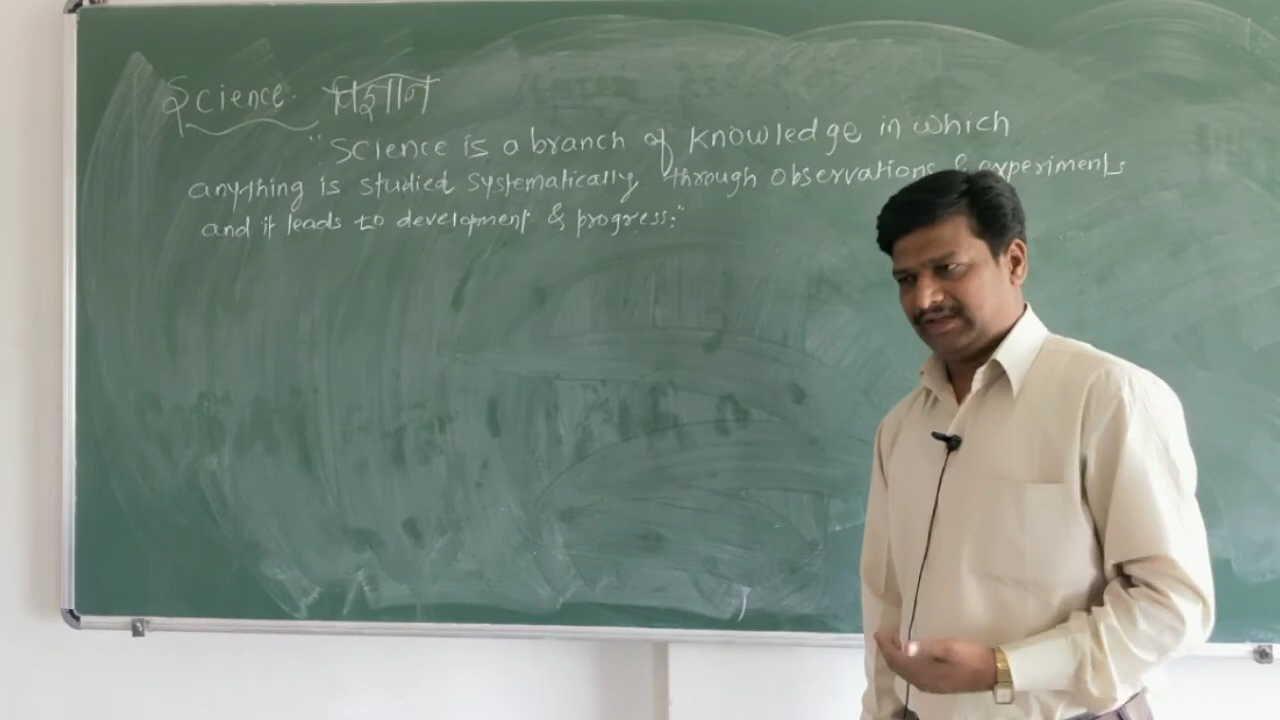 Science. विज्ञान
"Science is a branch of knowledge in which
anything is studied systematically through observations & experiments
and it leads to development & progress."